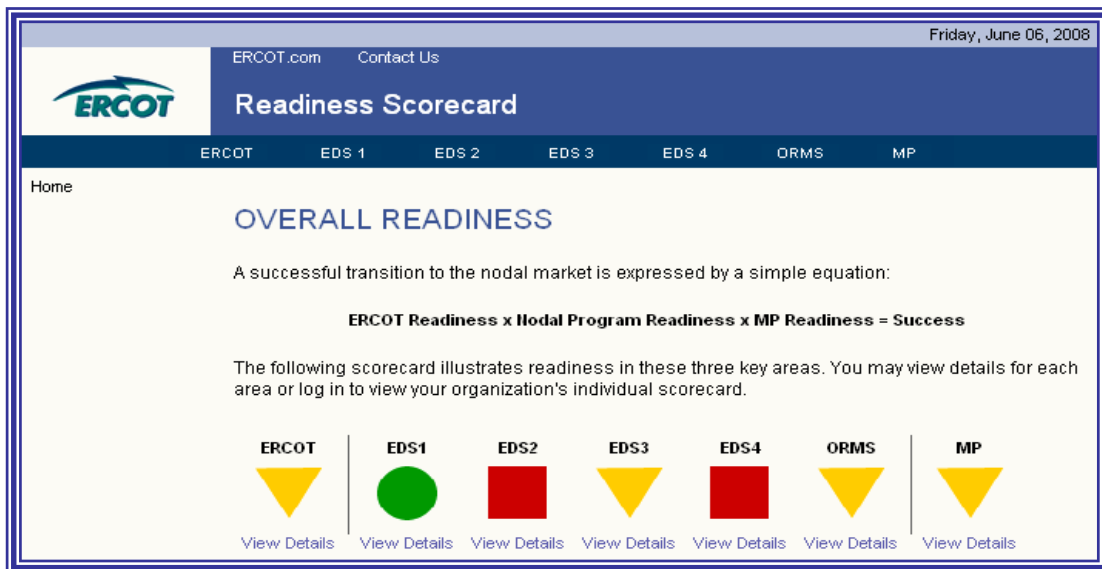 Friday, June 06, 2008
ERCOT.com Contact Us
ERCOT
Readiness Scorecard
ERCOT EDS 1 EDS 2 EDS 3 EDS 4 ORMS MP
Home
OVERALL READINESS
A successful transition to the nodal market is expressed by a simple equation:
ERCOT Readiness x Nodal Program Readiness x MP Readiness = Success
The following scorecard illustrates readiness in these three key areas. You may view details for each
area or log in to view your organization's individual scorecard.
ERCOT EDS1 EDS2 EDS3 EDS4 ORMS MP
View Details View Details View Details View Details View Details View Details View Details